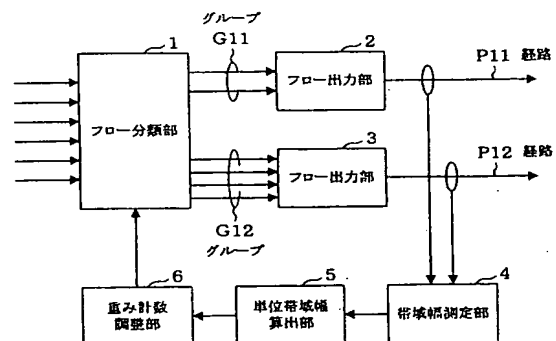 グループ
G11
1
フロー分類部
2
フロー出力部
P11 経路
3
フロー出力部
P12 経路
G12
グループ
6
重み計数
調整部
5
単位帯域幅
算出部
4
帯域幅測定部